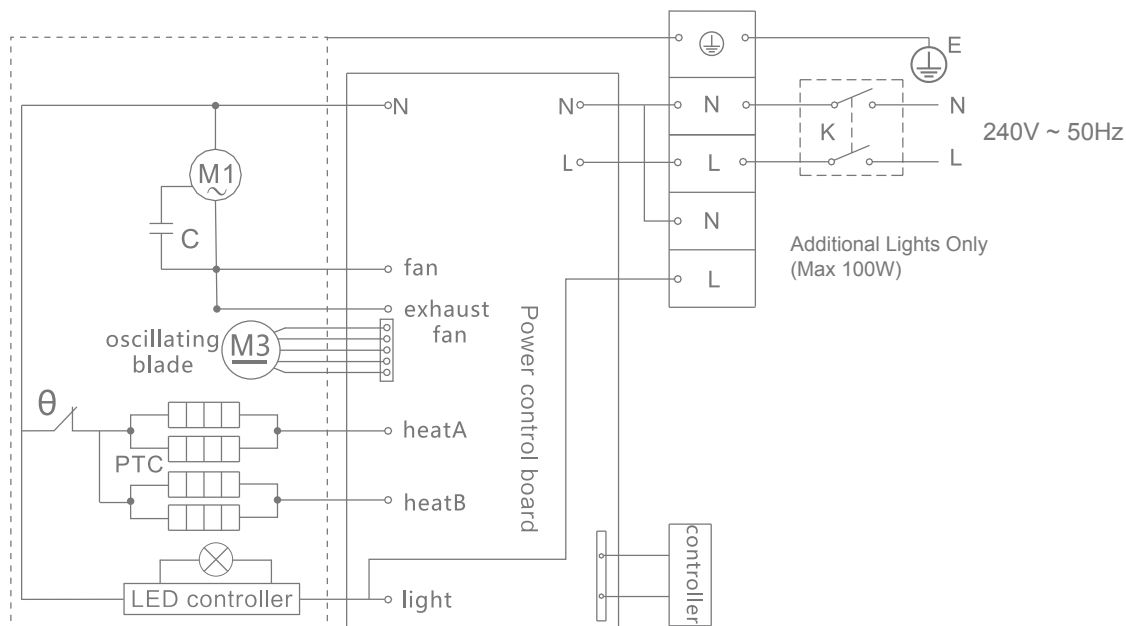 E
N
N
N
N
K
240V ~ 50Hz
M1
L
L
L
C
N
Additional Lights Only
(Max 100W)
fan
L
exhaust
fan
oscillating
blade
M3
Power control board
θ
heatA
PTC
heatB
controller
LED controller
light